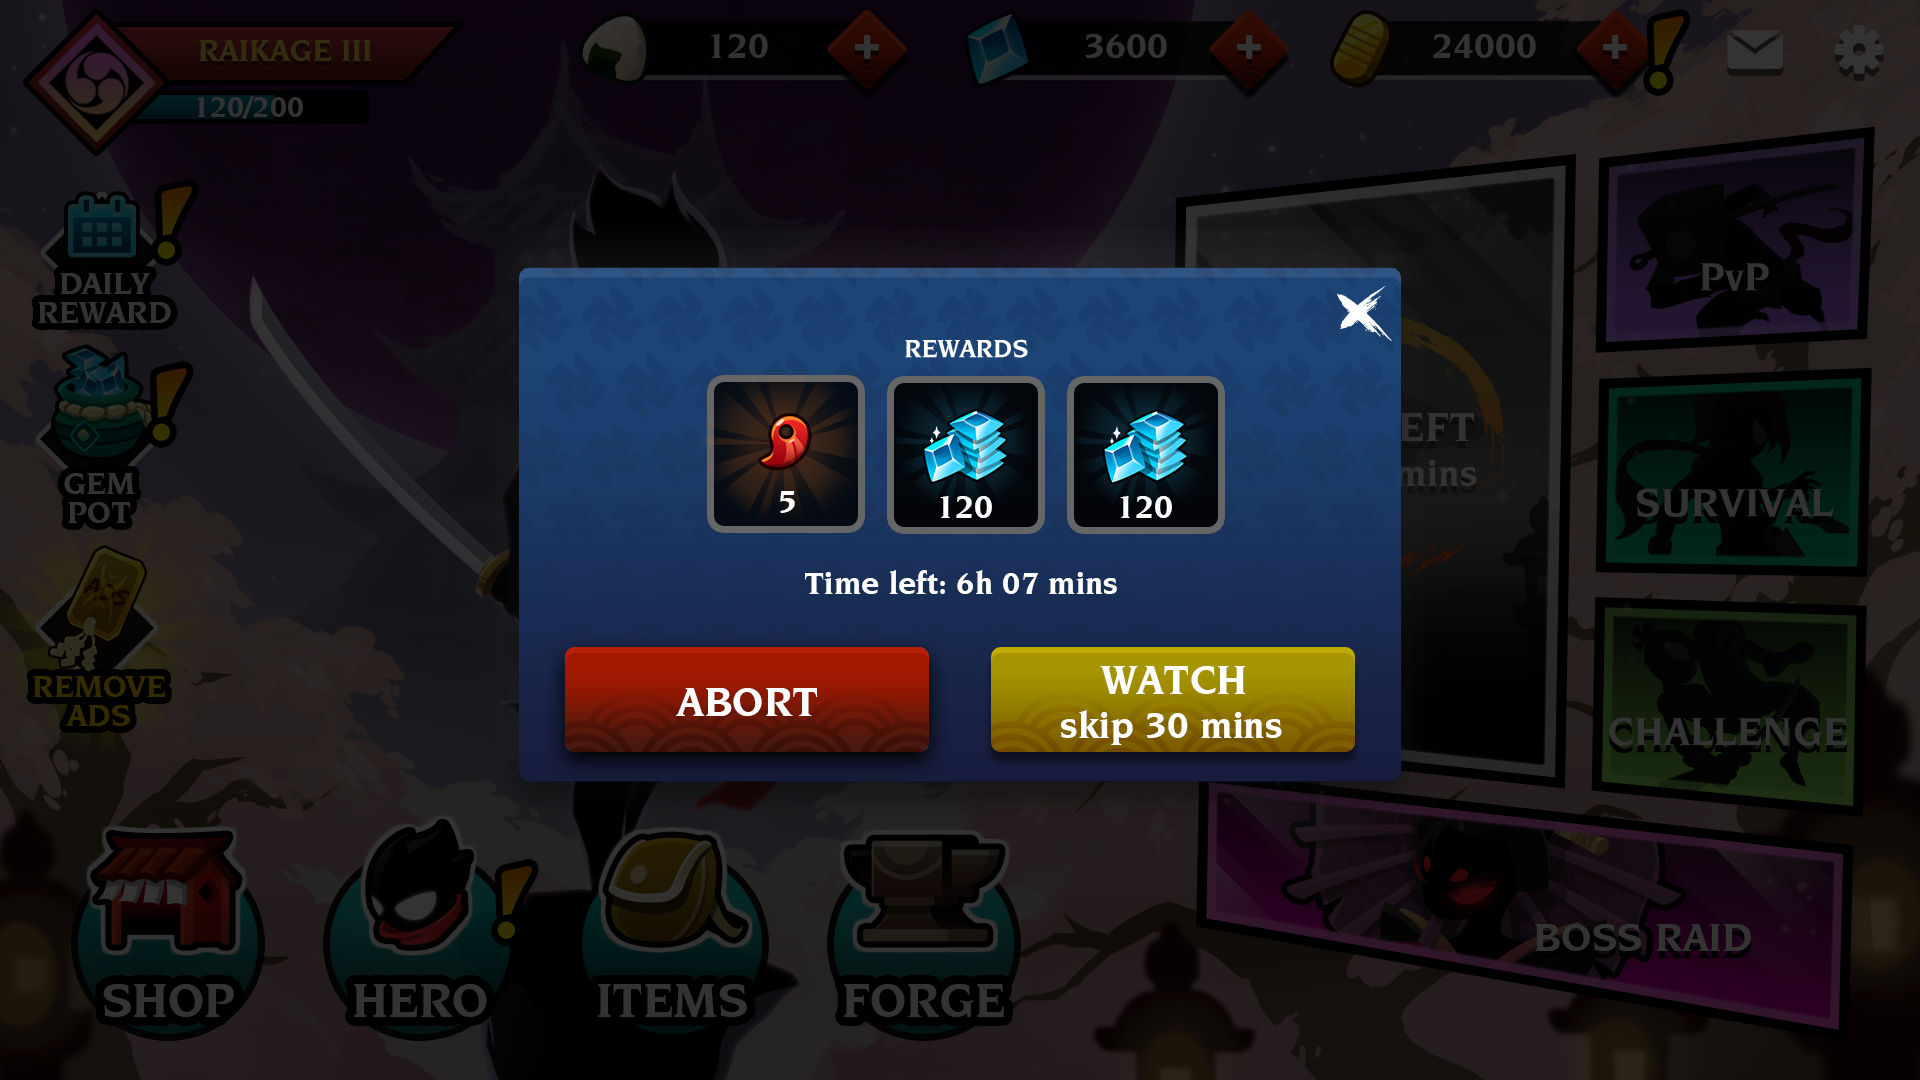 RAIKAGE III
120/200
120
3600
24000
DAILY
REWARD
GEM
POT
ADS
REMOVE
ADS
REWARDS
5
120
120
Time left: 6h 07 mins
ABORT
WATCH
skip 30 mins
EFT
mins
PvP
SURVIVAL
CHALLENGE
BOSS RAID
SHOP
HERO
ITEMS
FORGE